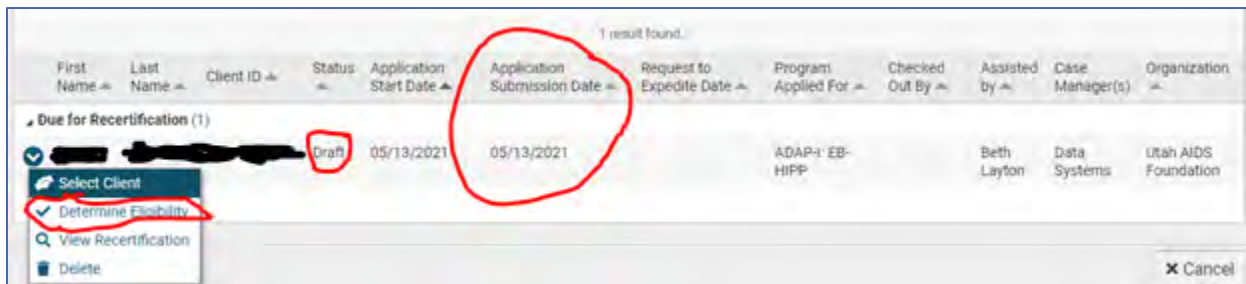 1 result found.
First Name Last Name Client ID Status Application Start Date Application Submission Date Request to Expedite Date Program Applied For Checked Out By Assisted by Case Manager(s) Organization
Due for Recertification (1)
Draft 05/13/2021 05/13/2021 ADAP-I: EB-HIPP Beth Layton Data Systems Utah AIDS Foundation
Select Client
Determine Eligibility
View Recertification
Delete
Cancel